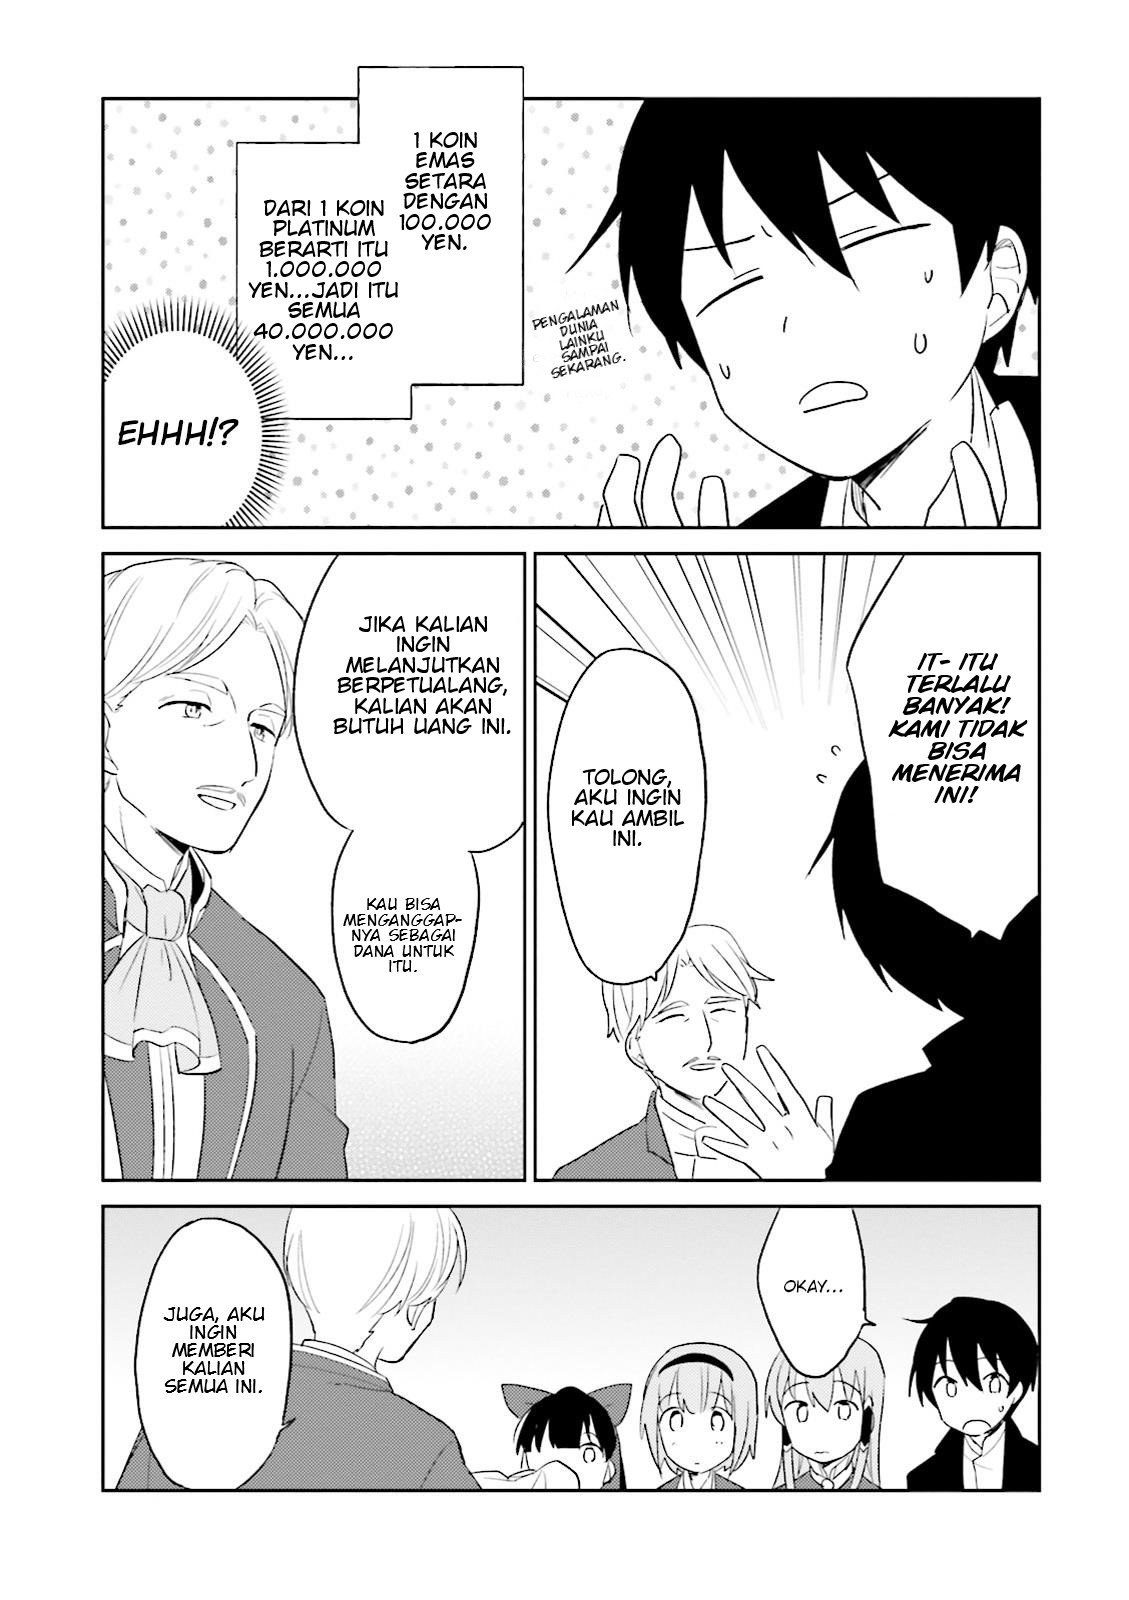 1 KOIN
EMAS
SETARA
DENGAN
100.000
YEN.
DARI 1 KOIN
PLATINUM
BERARTI ITU
1.000.000
YEN...JADI ITU
SEMUA
40.000.000
YEN...
PENGALAMAN
DUNIA
LAINKU
SAMPAI
SEKARANG.
EHHH!?
IT- ITU
TERLALU
BANYAK!
KAMI TIDAK
BISA
MENERIMA
INI!
TOLONG,
AKU INGIN
KAU AMBIL
INI.
JIKA KALIAN
INGIN
MELANJUTKAN
BERPETUALANG,
KALIAN AKAN
BUTUH UANG INI.
KAU BISA
MENGANGGAP-
NYA SEBAGAI
DANA UNTUK
ITU.
OKAY...
JUGA, AKU
INGIN
MEMBERI
KALIAN
SEMUA INI.